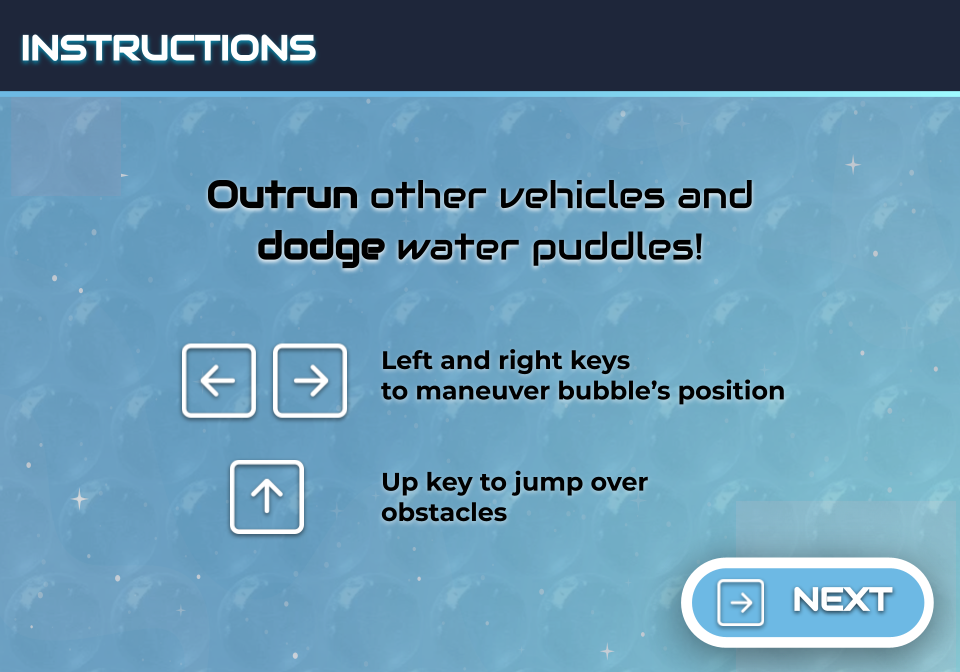 INSTRUCTIONS
Outrun other vehicles and
dodge water puddles!
Left and right keys
to maneuver bubble’s position
Up key to jump over
obstacles
NEXT